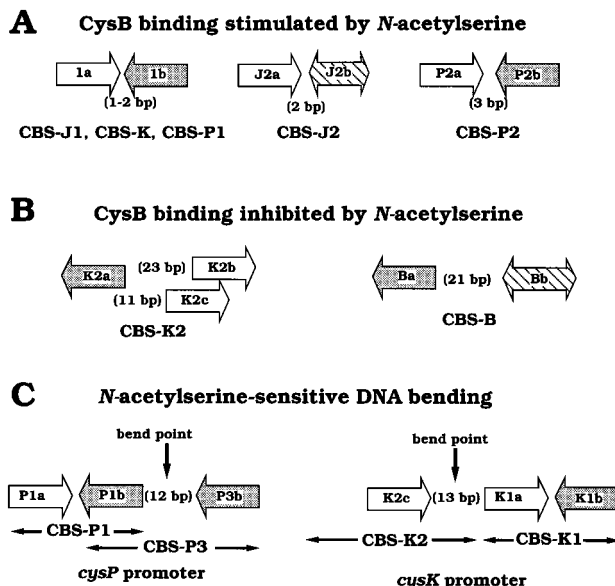 A CysB binding stimulated by N-acetylserine
1a 1b J2a J2b P2a P2b
(1-2 bp) (2 bp) (3 bp)
CBS-J1, CBS-K, CBS-P1 CBS-J2 CBS-P2
B CysB binding inhibited by N-acetylserine
K2a (23 bp) K2b Ba (21 bp) Bb
(11 bp) K2c
CBS-K2 CBS-B
C N-acetylserine-sensitive DNA bending
bend point bend point
P1a P1b (12 bp) P3b K2c (13 bp) K1a K1b
CBS-P1 CBS-K2 CBS-K1
CBS-P3
cysP promoter cysK promoter